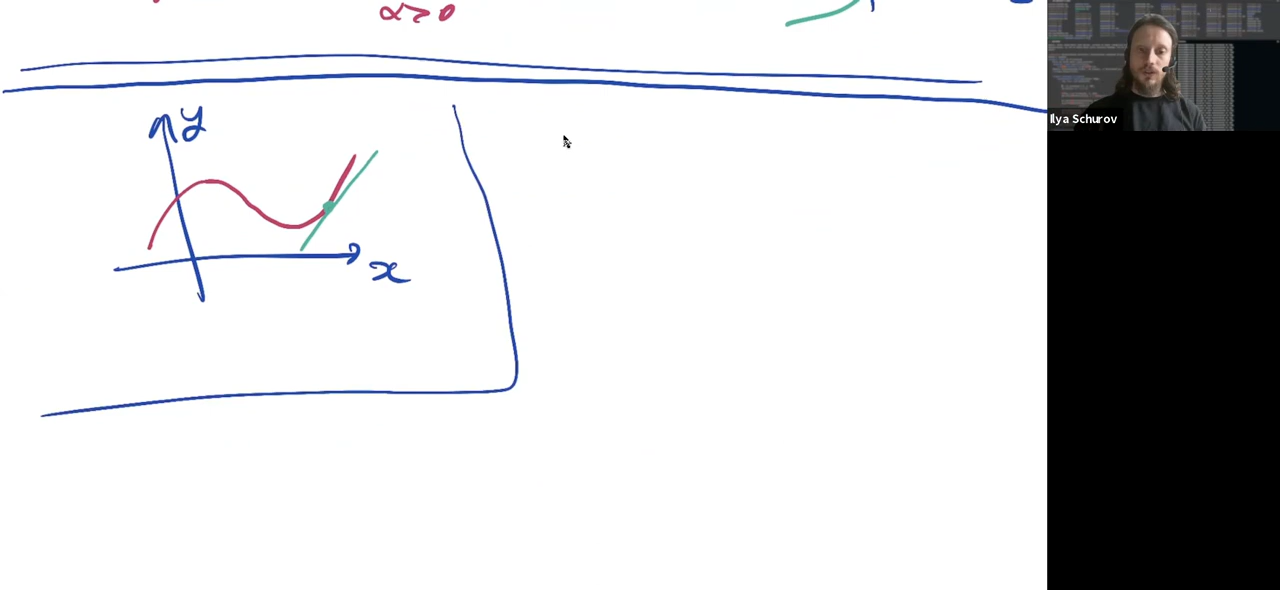 α > 0
y
x
Ilya Schurov